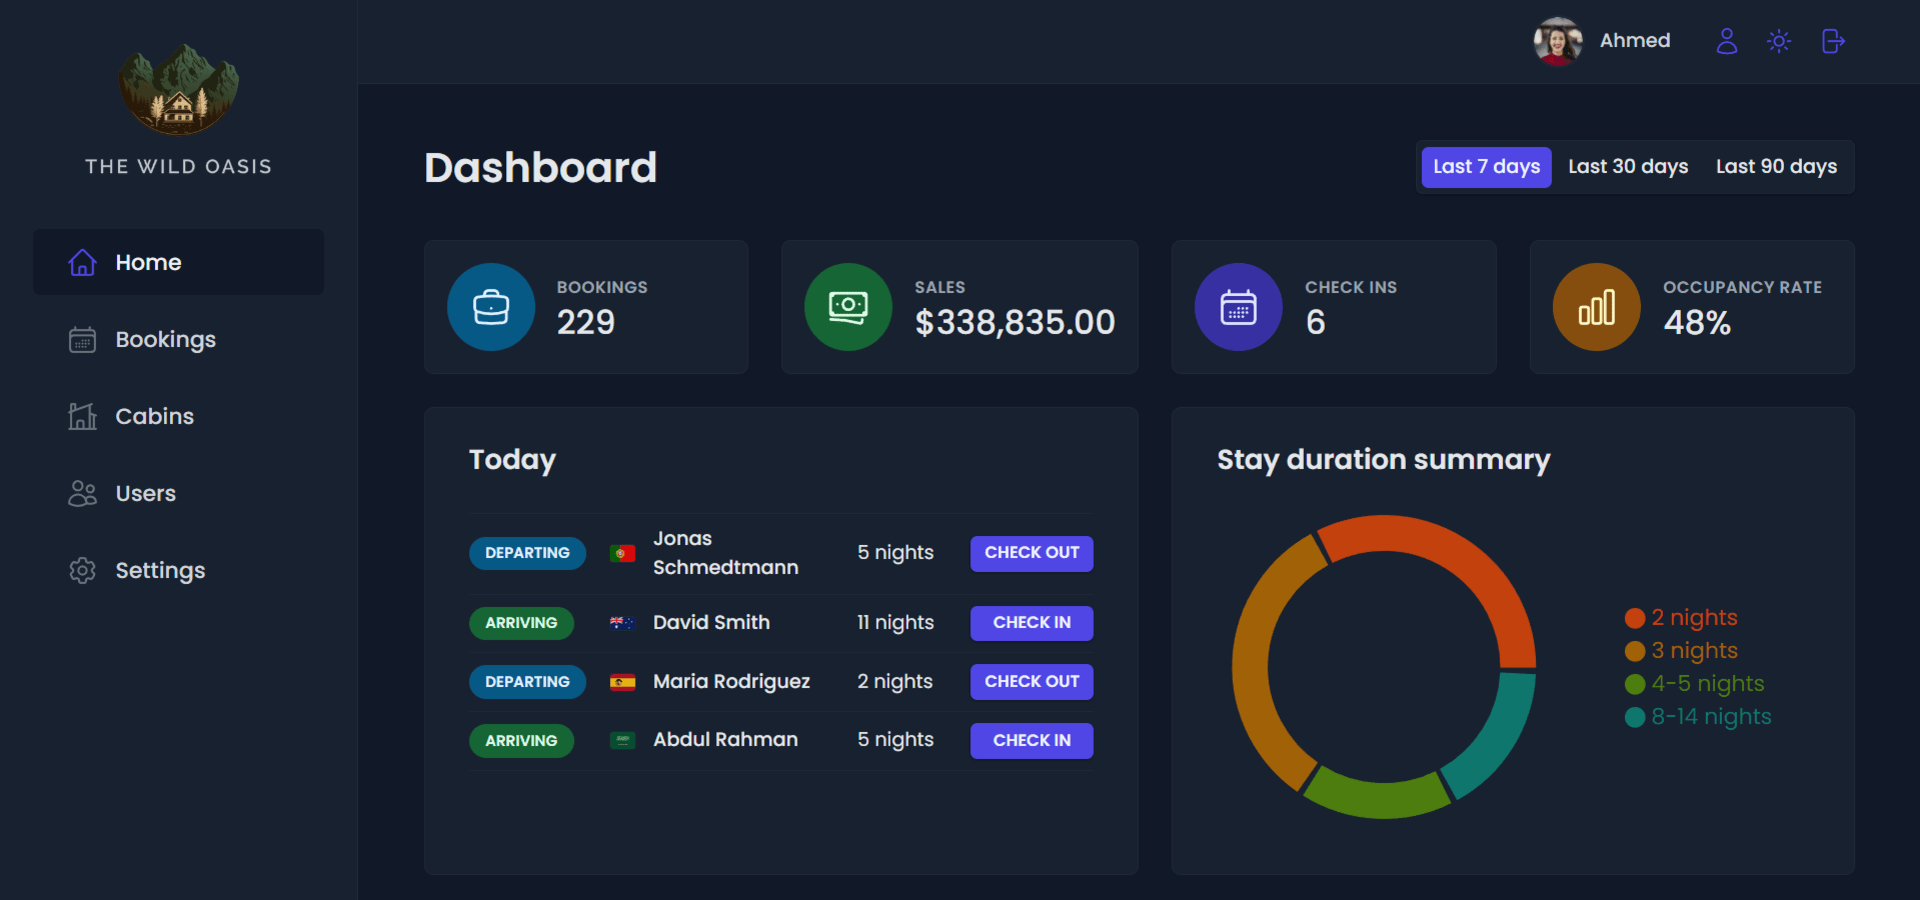 THE WILD OASIS
Home
Bookings
Cabins
Users
Settings
Ahmed
Dashboard
Last 7 days Last 30 days Last 90 days
BOOKINGS
229
SALES
$338,835.00
CHECK INS
6
OCCUPANCY RATE
48%
Today
DEPARTING Jonas Schmedtmann 5 nights CHECK OUT
ARRIVING David Smith 11 nights CHECK IN
DEPARTING Maria Rodriguez 2 nights CHECK OUT
ARRIVING Abdul Rahman 5 nights CHECK IN
Stay duration summary
2 nights
3 nights
4-5 nights
8-14 nights